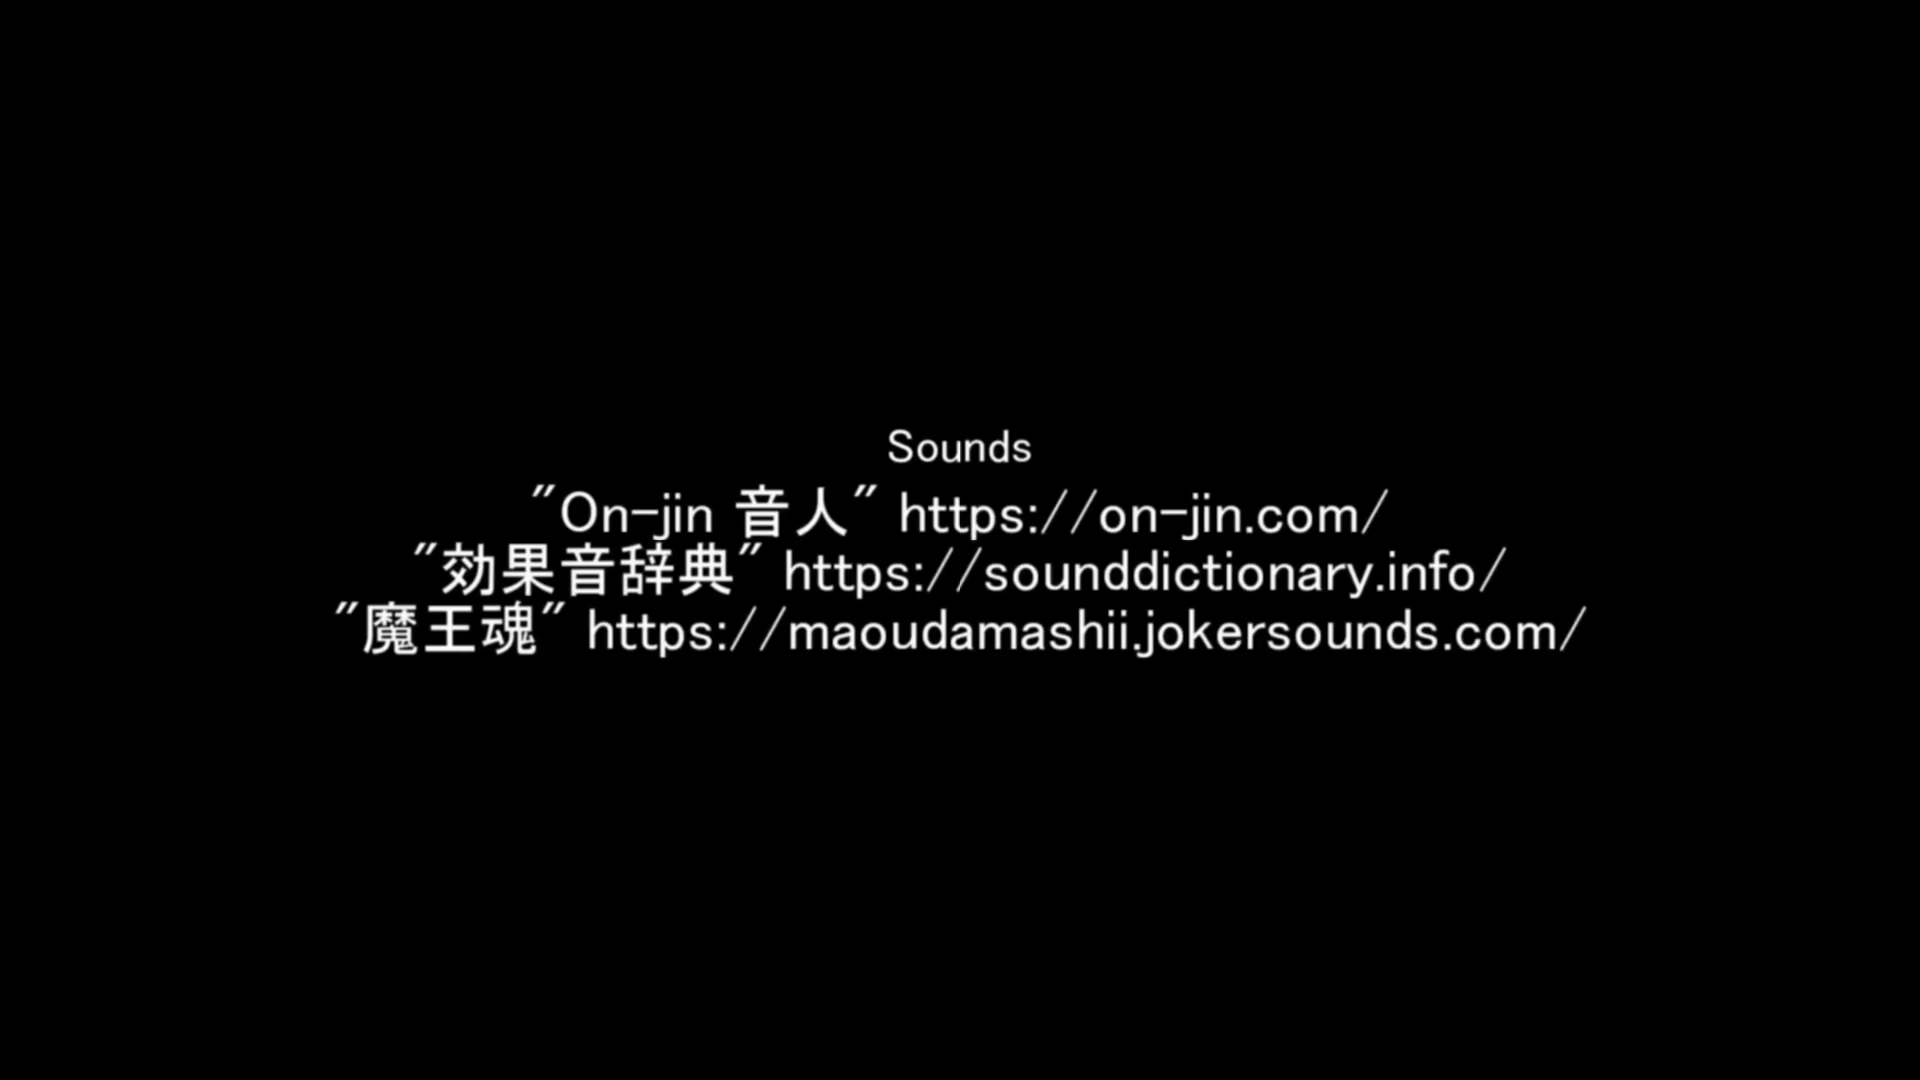 Sounds
"On-jin 音人" https://on-jin.com/
"効果音辞典" https://sounddictionary.info/
"魔王魂" https://maoudamashii.jokersounds.com/